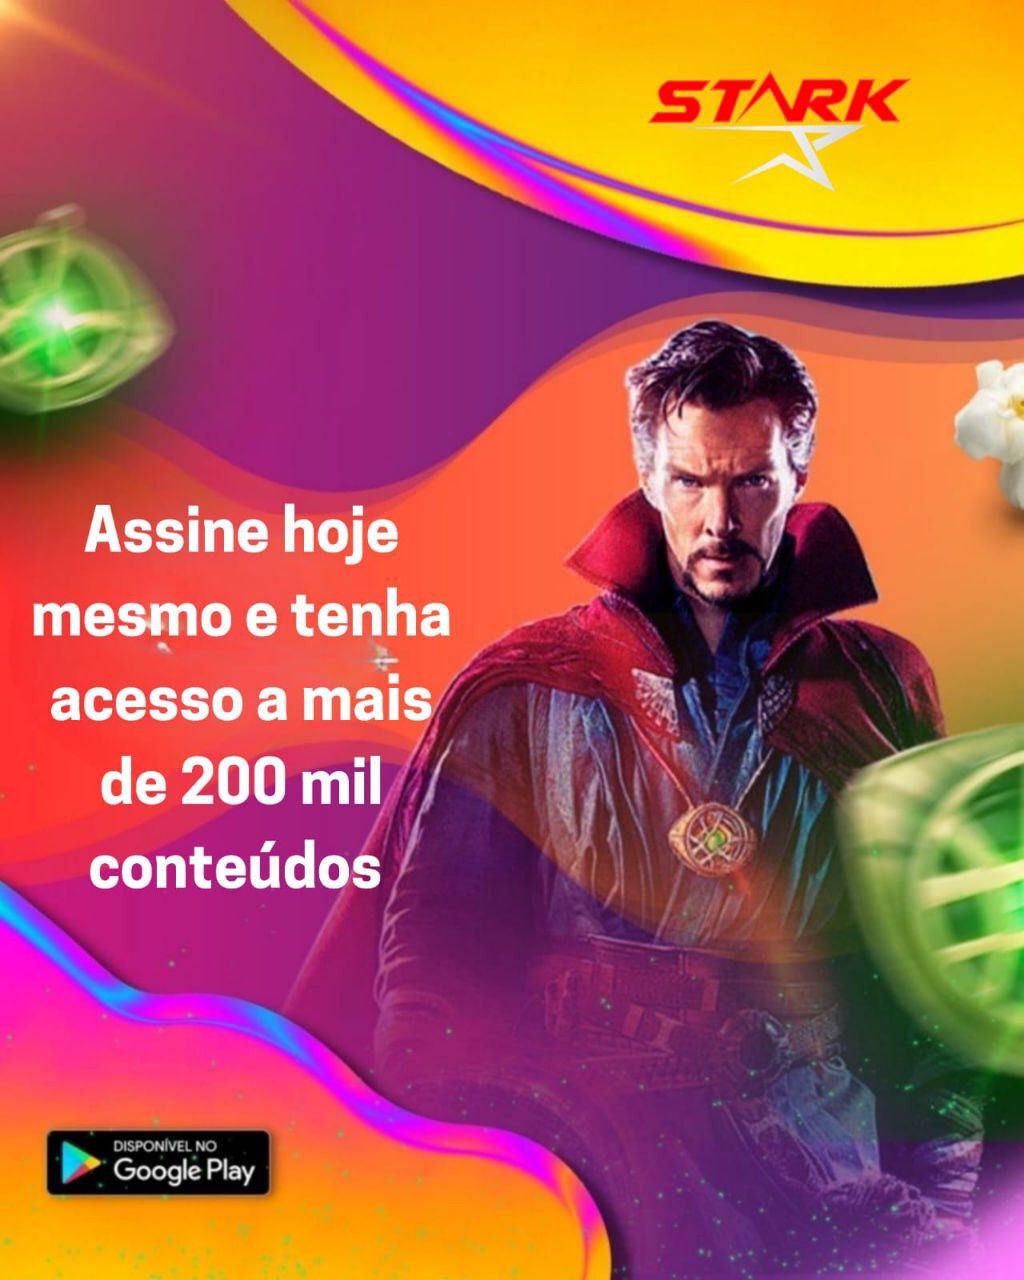 STARK
Assine hoje
mesmo e tenha
acesso a mais
de 200 mil
conteúdos
DISPONÍVEL NO
Google Play